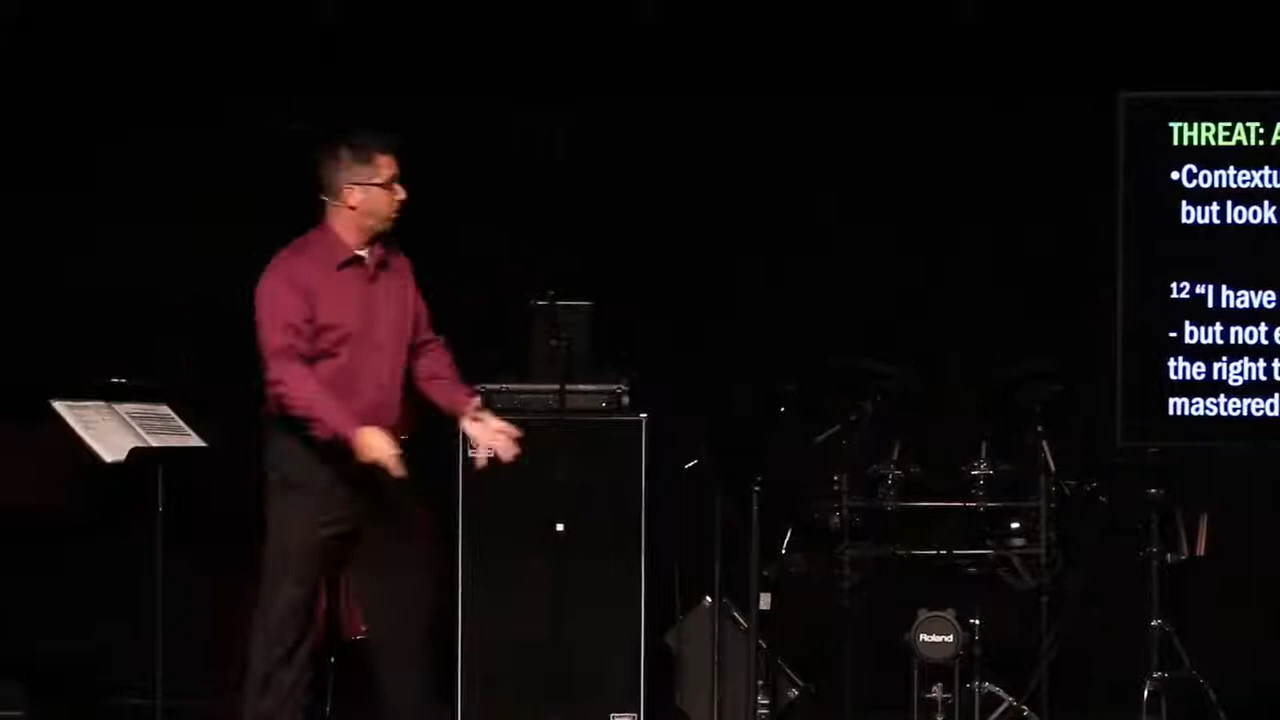 THREAT:
•Contextu
but look
12 “I have
- but not e
the right t
mastered
Roland